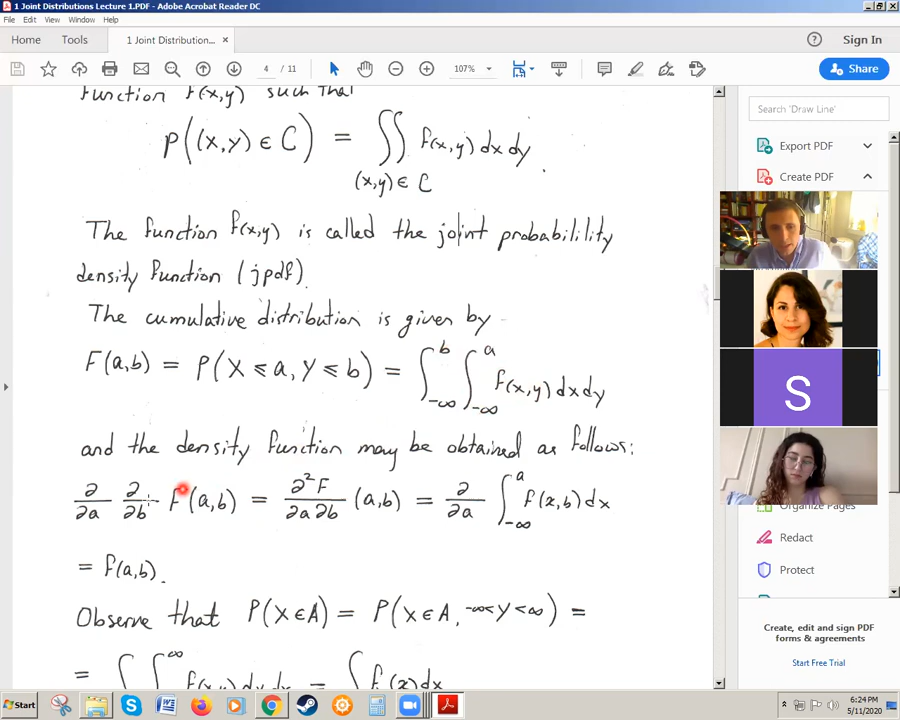 1 Joint Distributions Lecture 1.PDF - Adobe Acrobat Reader DC
File Edit View Window Help
Home Tools 1 Joint Distribution... × Sign In
4 / 11 107% Share
function f(x,y) such that
P((X,Y) ∈ C) = ∬ f(x,y) dx dy.
(x,y) ∈ C
The function f(x,y) is called the joint probabilility
density function (jpdf).
The cumulative distribution is given by
F(a,b) = P(X ≤ a, Y ≤ b) = ∫_{-∞}^{b} ∫_{-∞}^{a} f(x,y) dx dy
and the density function may be obtained as follows:
∂/∂a ∂/∂b F(a,b) = ∂²F/∂a∂b (a,b) = ∂/∂a ∫_{-∞}^{a} f(x,b) dx
= f(a,b).
Observe that P(X ∈ A) = P(X ∈ A, -∞<Y<∞) =
Search 'Draw Line'
Export PDF
Create PDF
S
Organize Pages
Redact
Protect
Create, edit and sign PDF
forms & agreements
Start Free Trial
Start
6:24 PM
5/11/2020